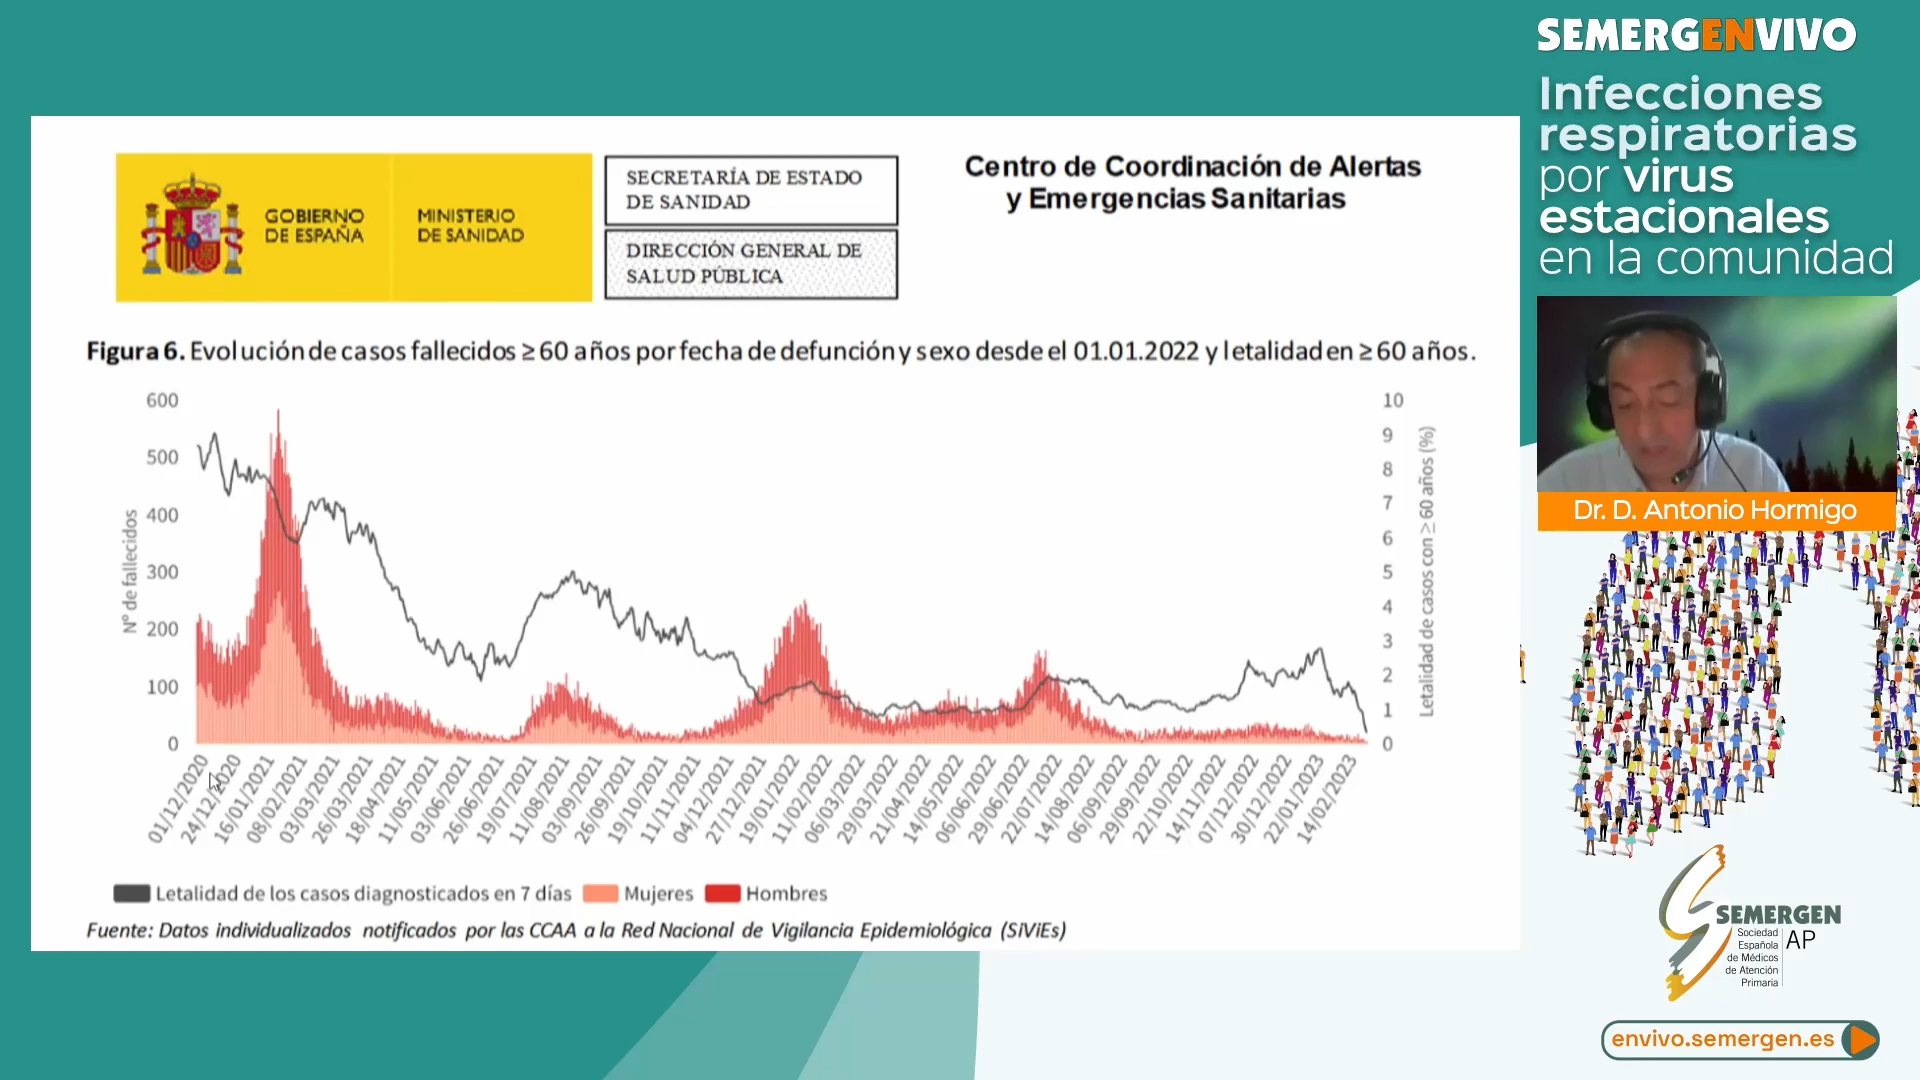 SEMERGENVIVO
Infecciones
respiratorias
por virus
estacionales
en la comunidad
GOBIERNO
DE ESPAÑA
MINISTERIO
DE SANIDAD
SECRETARÍA DE ESTADO
DE SANIDAD
DIRECCIÓN GENERAL DE
SALUD PÚBLICA
Centro de Coordinación de Alertas
y Emergencias Sanitarias
Figura 6. Evolución de casos fallecidos ≥ 60 años por fecha de defunción y sexo desde el 01.01.2022 y letalidad en ≥ 60 años.
Nº de fallecidos
600
500
400
300
200
100
0
10
9
8
7
6
5
4
3
2
1
0
Letalidad de casos con ≥ 60 años (%)
01/12/2020
24/12/2020
16/01/2021
08/02/2021
03/03/2021
26/03/2021
18/04/2021
11/05/2021
03/06/2021
26/06/2021
19/07/2021
11/08/2021
03/09/2021
26/09/2021
19/10/2021
11/11/2021
04/12/2021
27/12/2021
19/01/2022
11/02/2022
06/03/2022
29/03/2022
21/04/2022
14/05/2022
06/06/2022
29/06/2022
22/07/2022
14/08/2022
06/09/2022
29/09/2022
22/10/2022
14/11/2022
07/12/2022
30/12/2022
22/01/2023
14/02/2023
Letalidad de los casos diagnosticados en 7 días
Mujeres
Hombres
Fuente: Datos individualizados notificados por las CCAA a la Red Nacional de Vigilancia Epidemiológica (SiViEs)
Dr. D. Antonio Hormigo
SEMERGEN
Sociedad
Española
de Médicos
de Atención
Primaria
AP
envivo.semergen.es